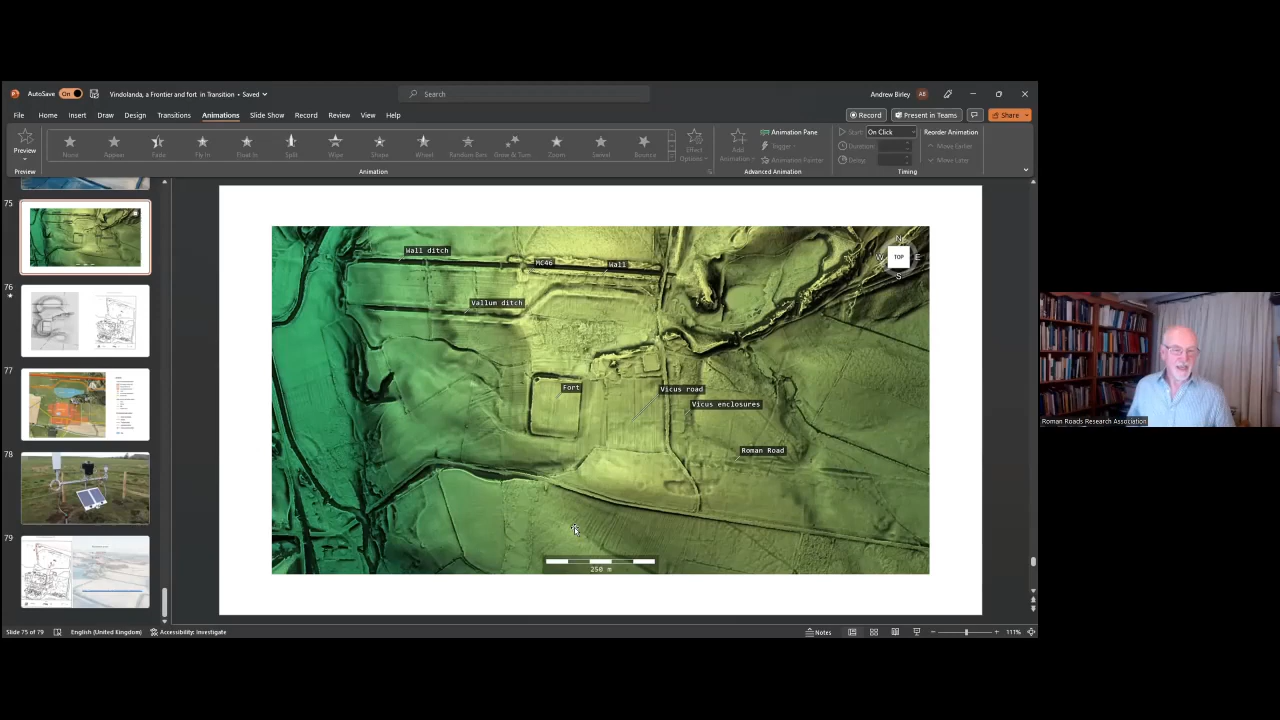 AutoSave On Vindolanda, a Frontier and fort in Transition • Saved Search Andrew Birley AB
File Home Insert Draw Design Transitions Animations Slide Show Record Review View Help Record Present in Teams Share
Preview None Appear Fade Fly In Float In Split Wipe Shape Wheel Random Bars Grow & Turn Zoom Swivel Bounce Effect Options Add Animation Animation Pane Trigger Animation Painter Start: On Click Duration: Delay: Reorder Animation Move Earlier Move Later
Preview Animation Advanced Animation Timing
75
76
77
78
79
Wall ditch
MC46
Wall
Vallum ditch
Fort
Vicus road
Vicus enclosures
Roman Road
250 m
N
W TOP E
S
Roman Roads Research Association
Slide 75 of 79 English (United Kingdom) Accessibility: Investigate Notes 111%